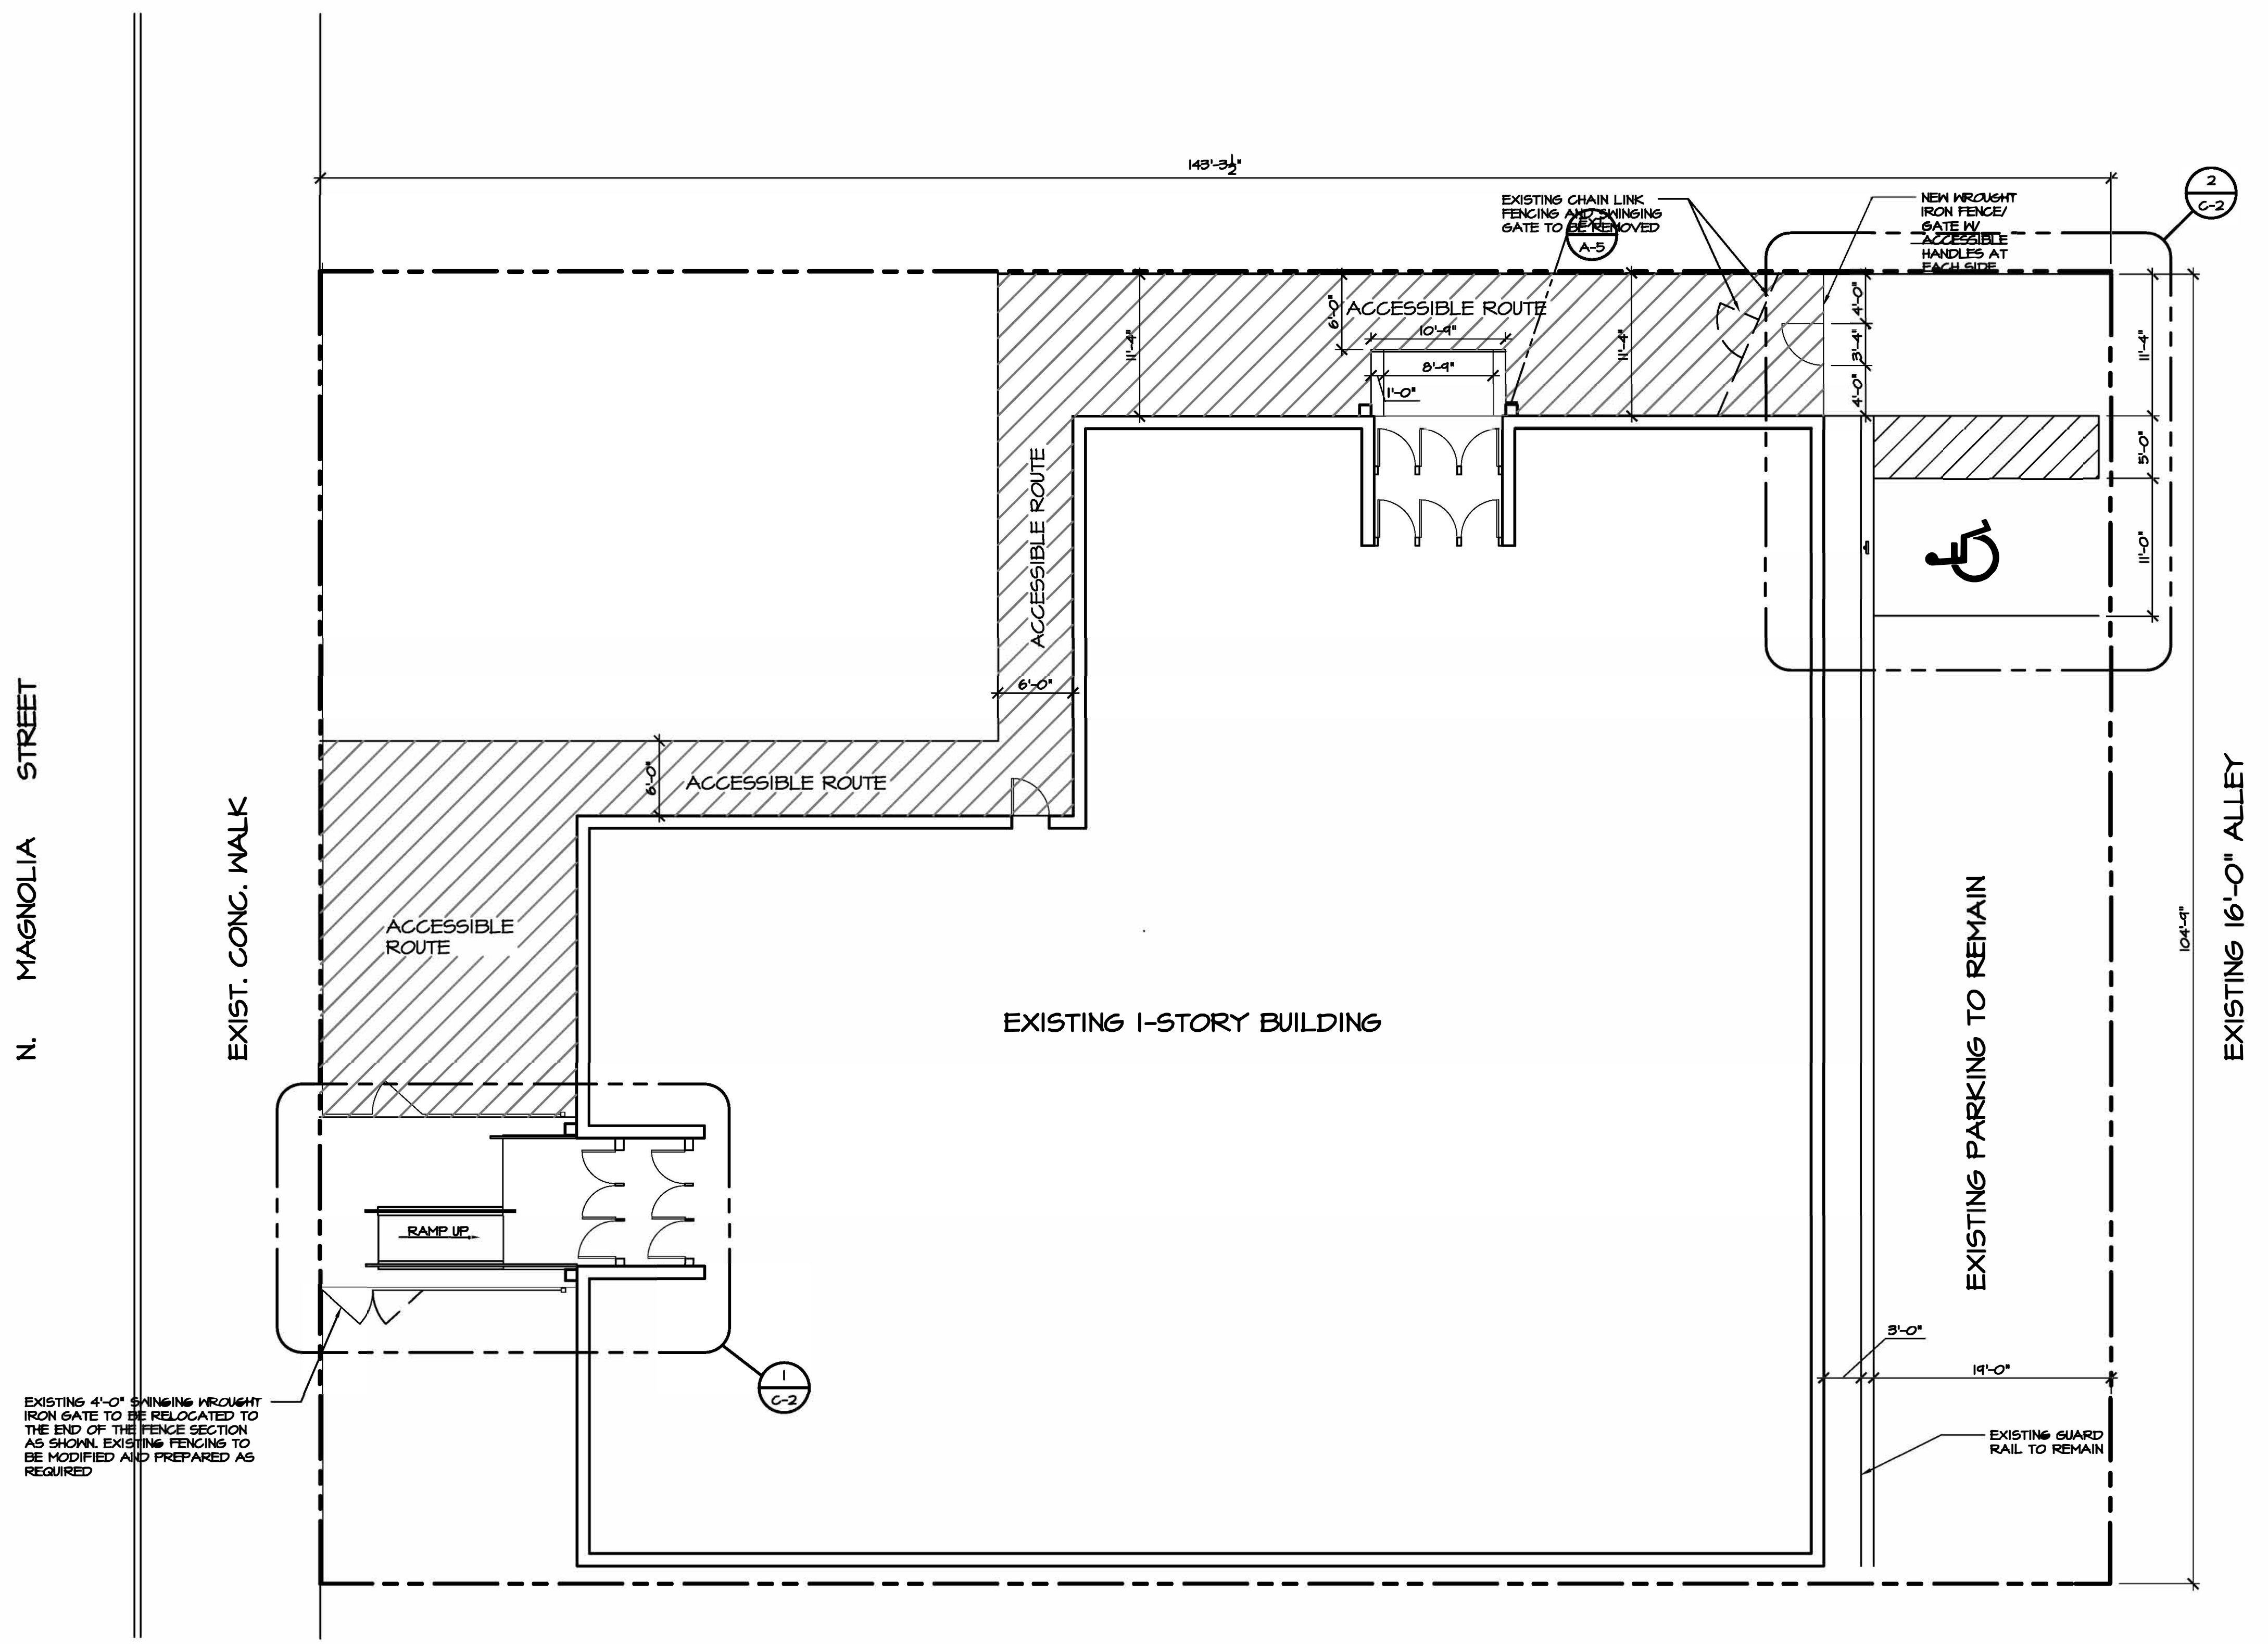 143'-3½"
2
C-2
EXISTING CHAIN LINK
FENCING AND SWINGING
GATE TO BE REMOVED
A-5
NEW WROUGHT
IRON FENCE/
GATE W/
ACCESSIBLE
HANDLES AT
EACH SIDE
ACCESSIBLE ROUTE
6'-0"
10'-9"
8'-9"
1'-0"
11'-4"
11'-4"
4'-0"
3'-4"
4'-0"
11'-4"
5'-0"
11'-0"
ACCESSIBLE ROUTE
6'-0"
6'-0"
ACCESSIBLE ROUTE
ACCESSIBLE
ROUTE
N. MAGNOLIA STREET
EXIST. CONC. WALK
EXISTING 1-STORY BUILDING
EXISTING PARKING TO REMAIN
104'-9"
EXISTING 16'-0" ALLEY
RAMP UP
1
C-2
3'-0"
19'-0"
EXISTING 4'-0" SWINGING WROUGHT
IRON GATE TO BE RELOCATED TO
THE END OF THE FENCE SECTION
AS SHOWN. EXISTING FENCING TO
BE MODIFIED AND PREPARED AS
REQUIRED
EXISTING GUARD
RAIL TO REMAIN